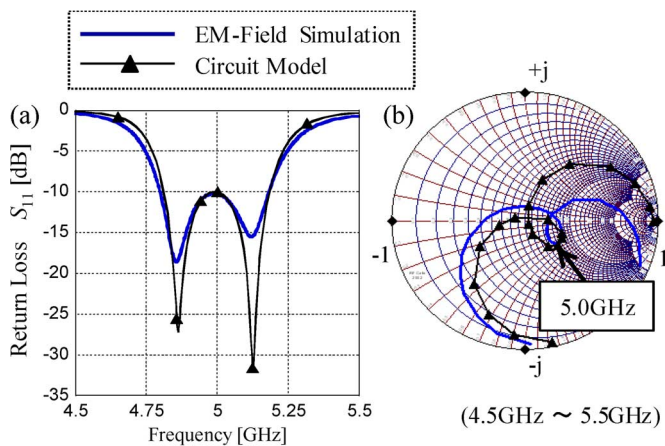 EM-Field Simulation
Circuit Model
(a)
(b)
Return Loss S11 [dB]
0
-5
-10
-15
-20
-25
-30
-35
4.5
4.75
5
5.25
5.5
Frequency [GHz]
+j
-1
1
-j
5.0GHz
(4.5GHz ~ 5.5GHz)